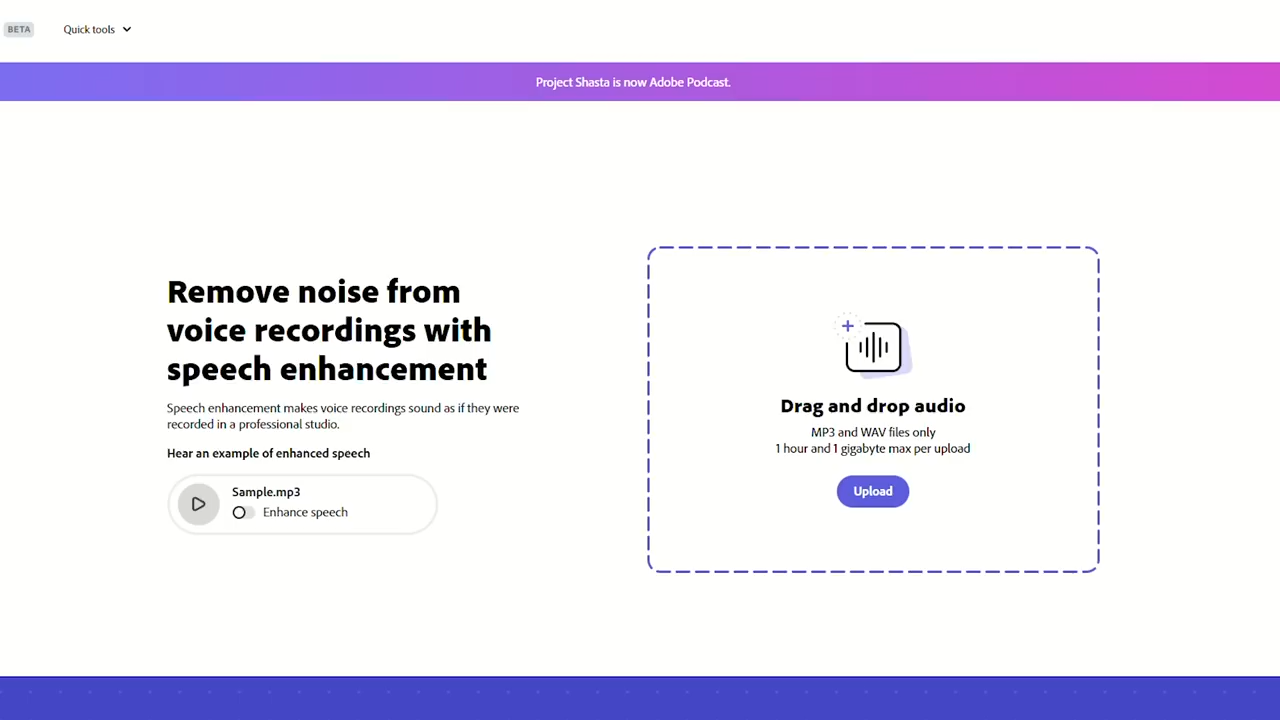 BETA
Quick tools
Project Shasta is now Adobe Podcast.
Remove noise from
voice recordings with
speech enhancement
Speech enhancement makes voice recordings sound as if they were
recorded in a professional studio.
Hear an example of enhanced speech
Sample.mp3
Enhance speech
Drag and drop audio
MP3 and WAV files only
1 hour and 1 gigabyte max per upload
Upload